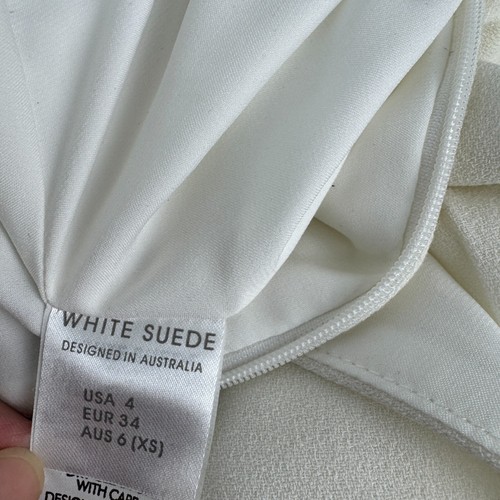 WHITE SUEDE
DESIGNED IN AUSTRALIA
USA 4
EUR 34
AUS 6 (XS)
WITH CARE